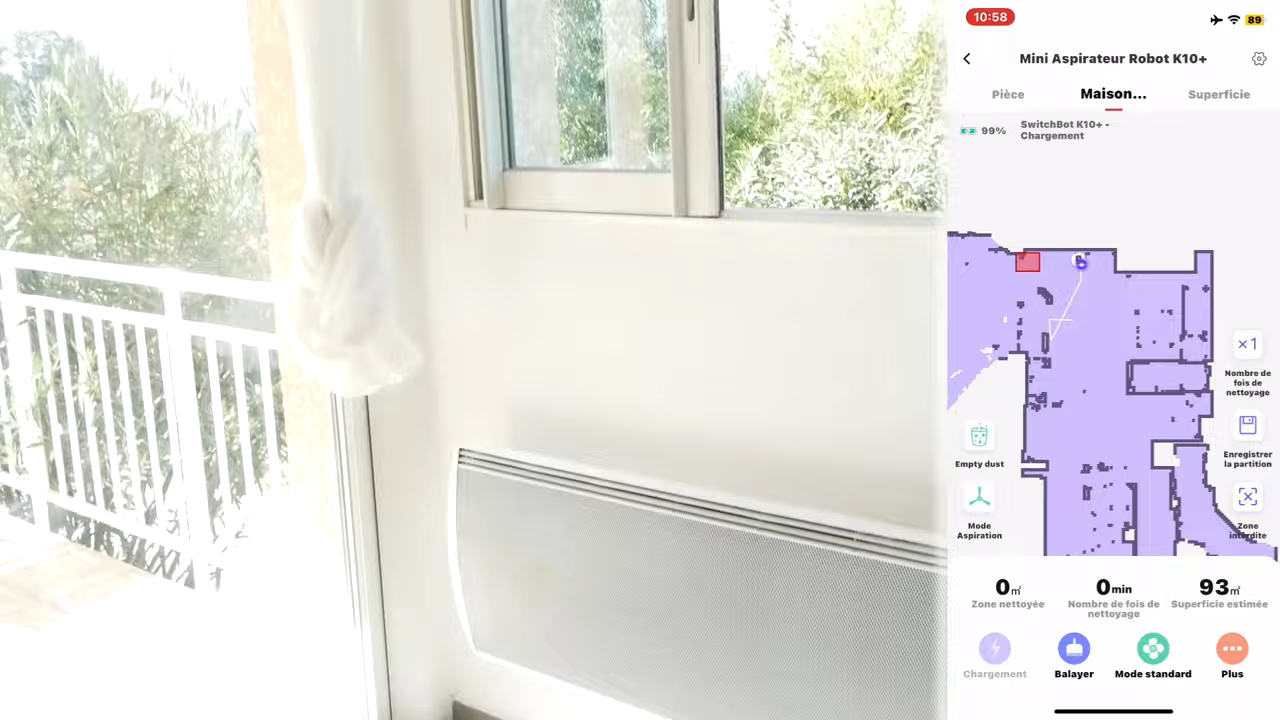 10:58
89
Mini Aspirateur Robot K10+
Pièce
Maison...
Superficie
99%
SwitchBot K10+ -
Chargement
×1
Nombre de
fois de
nettoyage
Empty dust
Enregistrer
la partition
Mode
Aspiration
Zone
interdite
0㎡
0min
93㎡
Zone nettoyée
Nombre de fois de
nettoyage
Superficie estimée
Chargement
Balayer
Mode standard
Plus